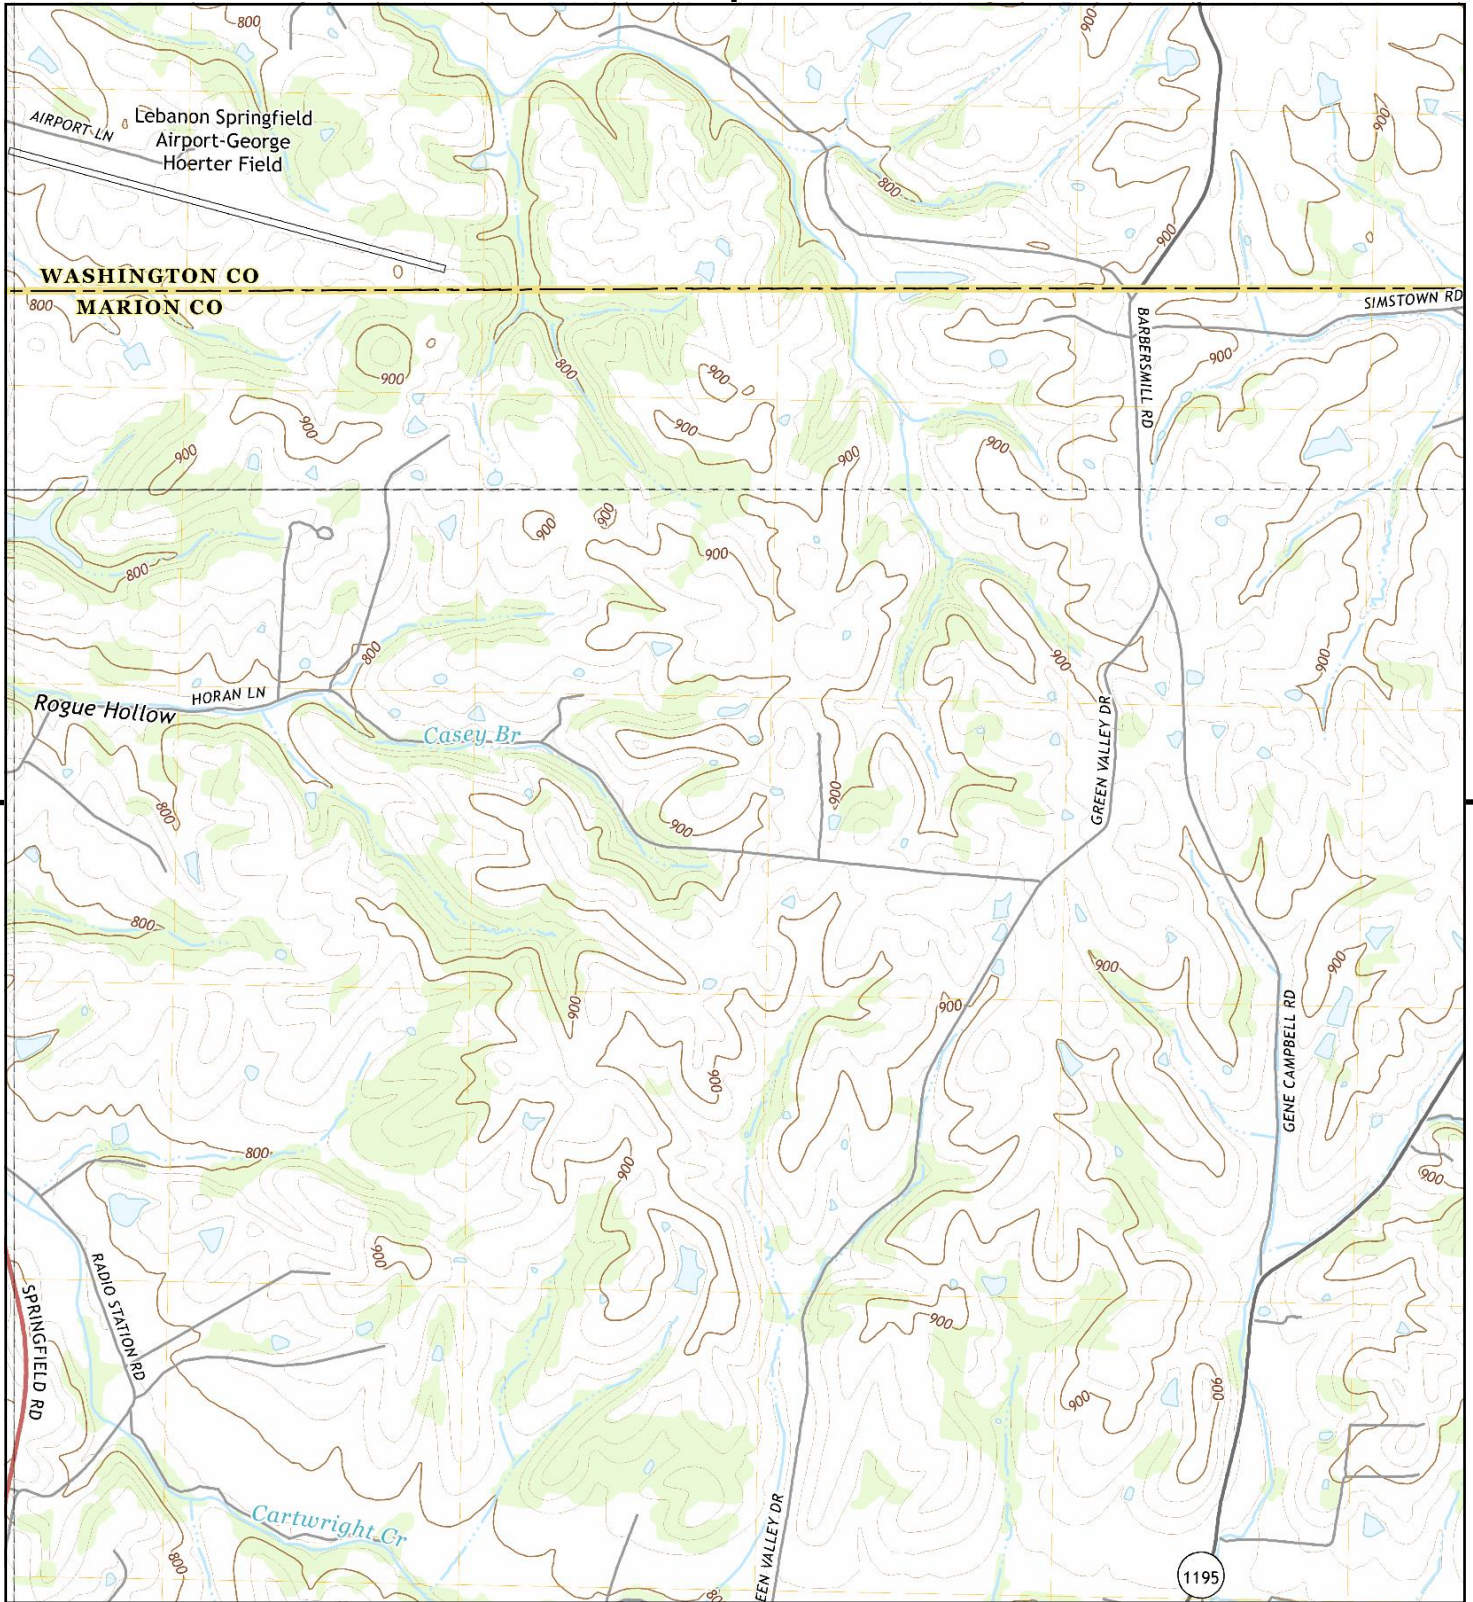 800
900
AIRPORT LN
Lebanon Springfield
Airport-George
Hoerter Field
900
800
900
WASHINGTON CO
MARION CO
800
SIMSTOWN RD
BARBERSMILL RD
900
800
900
900
900
900
900
900
900
900
900
900
800
800
900
900
Rogue Hollow
HORAN LN
Casey Br
GREEN VALLEY DR
900
800
900
800
900
900
900
900
GENE CAMPBELL RD
900
800
900
900
900
RADIO STATION RD
SPRINGFIELD RD
900
900
900
Cartwright Cr
800
EEN VALLEY DR
80
1195